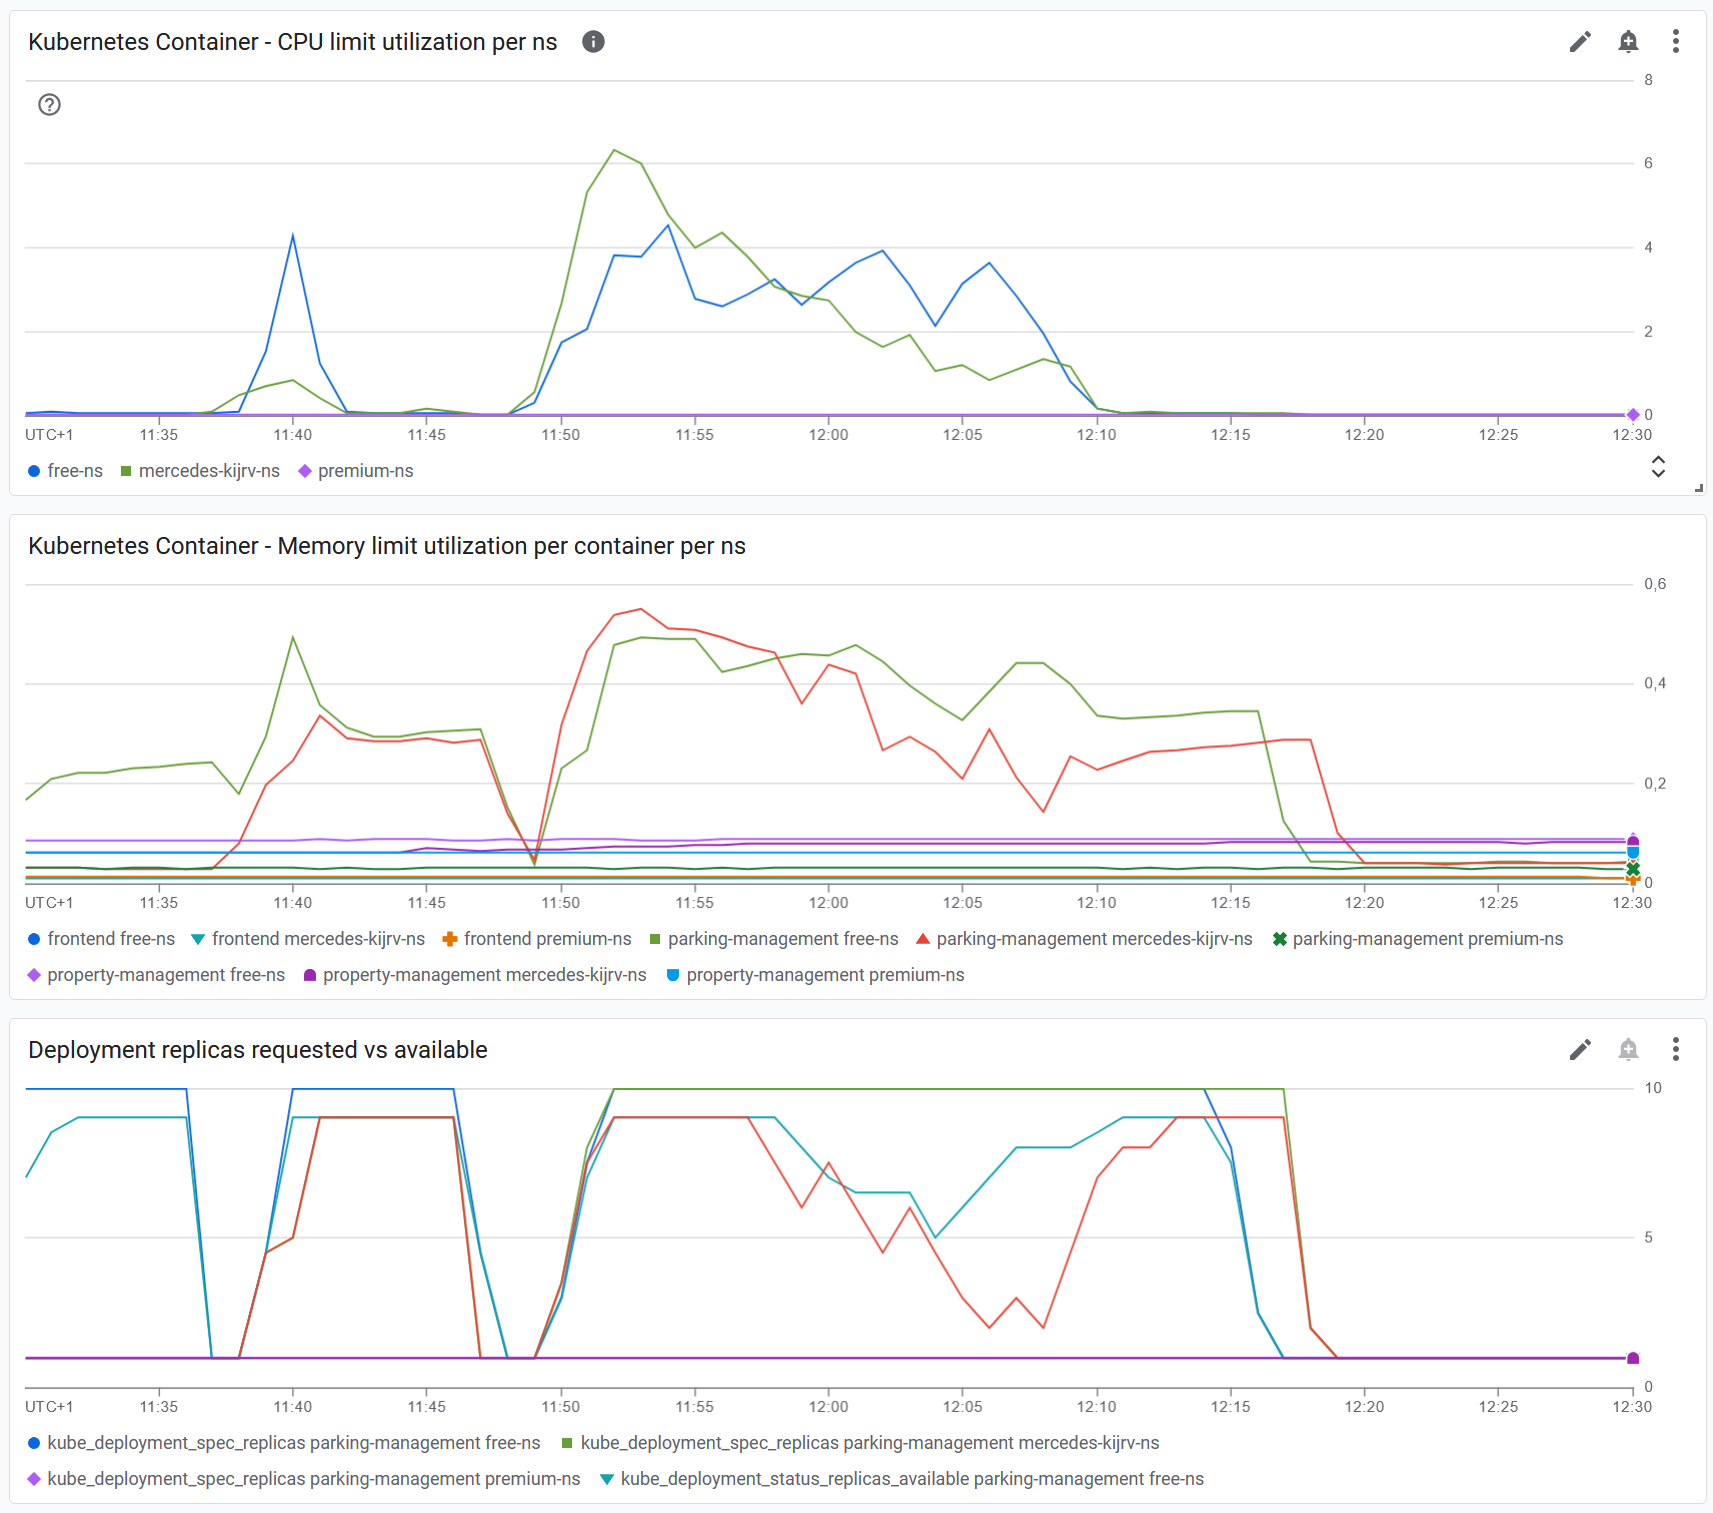 Kubernetes Container - CPU limit utilization per ns
8
6
4
2
0
UTC+1 11:35 11:40 11:45 11:50 11:55 12:00 12:05 12:10 12:15 12:20 12:25 12:30
free-ns mercedes-kijrv-ns premium-ns
Kubernetes Container - Memory limit utilization per container per ns
0,6
0,4
0,2
0
UTC+1 11:35 11:40 11:45 11:50 11:55 12:00 12:05 12:10 12:15 12:20 12:25 12:30
frontend free-ns frontend mercedes-kijrv-ns frontend premium-ns parking-management free-ns parking-management mercedes-kijrv-ns parking-management premium-ns
property-management free-ns property-management mercedes-kijrv-ns property-management premium-ns
Deployment replicas requested vs available
10
5
0
UTC+1 11:35 11:40 11:45 11:50 11:55 12:00 12:05 12:10 12:15 12:20 12:25 12:30
kube_deployment_spec_replicas parking-management free-ns kube_deployment_spec_replicas parking-management mercedes-kijrv-ns
kube_deployment_spec_replicas parking-management premium-ns kube_deployment_status_replicas_available parking-management free-ns